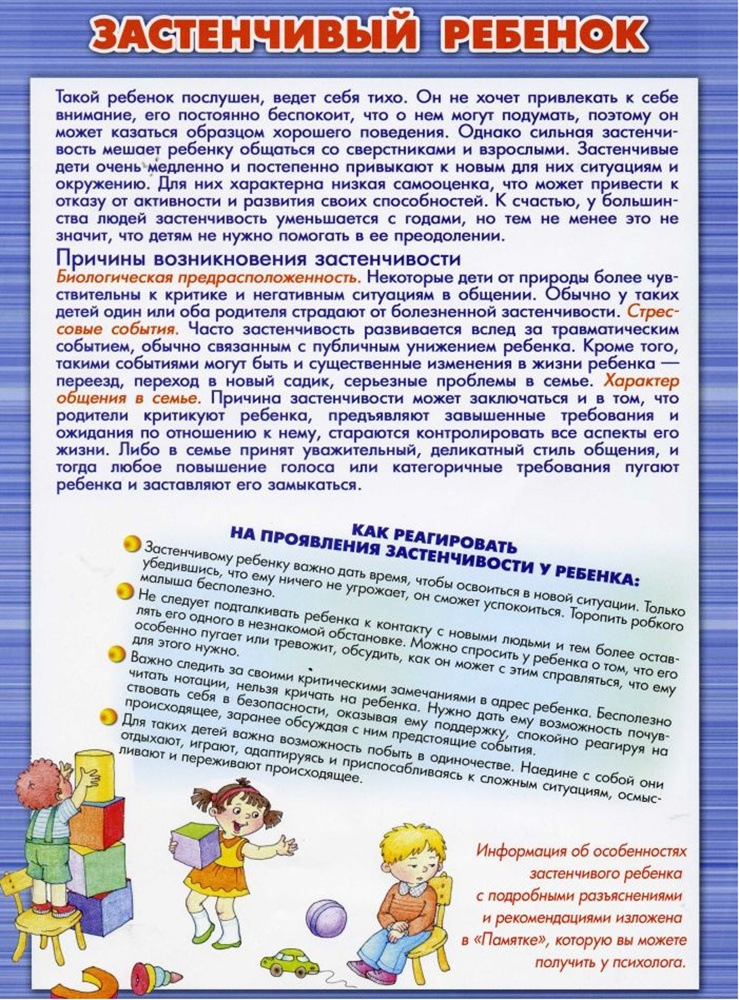 ЗАСТЕНЧИВЫЙ РЕБЕНОК
Такой ребенок послушен, ведет себя тихо. Он не хочет привлекать к себе
внимание, его постоянно беспокоит, что о нем могут подумать, поэтому он
может казаться образцом хорошего поведения. Однако сильная застенчи-
вость мешает ребенку общаться со сверстниками и взрослыми. Застенчивые
дети очень медленно и постепенно привыкают к новым для них ситуациям и
окружению. Для них характерна низкая самооценка, что может привести к
отказу от активности и развития своих способностей. К счастью, у большин-
ства людей застенчивость уменьшается с годами, но тем не менее это не
значит, что детям не нужно помогать в ее преодолении.
Причины возникновения застенчивости
Биологическая предрасположенность. Некоторые дети от природы более чув-
ствительны к критике и негативным ситуациям в общении. Обычно у таких
детей один или оба родителя страдают от болезненной застенчивости. Стрес-
совые события. Часто застенчивость развивается вслед за травматическим
событием, обычно связанным с публичным унижением ребенка. Кроме того,
такими событиями могут быть и существенные изменения в жизни ребенка —
переезд, переход в новый садик, серьезные проблемы в семье. Характер
общения в семье. Причина застенчивости может заключаться и в том, что
родители критикуют ребенка, предъявляют завышенные требования и
ожидания по отношению к нему, стараются контролировать все аспекты его
жизни. Либо в семье принят уважительный, деликатный стиль общения, и
тогда любое повышение голоса или категоричные требования пугают
ребенка и заставляют его замыкаться.
КАК РЕАГИРОВАТЬ
НА ПРОЯВЛЕНИЯ ЗАСТЕНЧИВОСТИ У РЕБЕНКА:
Застенчивому ребенку важно дать время, чтобы освоиться в новой ситуации. Только
убедившись, что ему ничего не угрожает, он сможет успокоиться. Торопить робкого
малыша бесполезно.
Не следует подталкивать ребенка к контакту с новыми людьми и тем более остав-
лять его одного в незнакомой обстановке. Можно спросить у ребенка о том, что его
особенно пугает или тревожит, обсудить, как он может с этим справляться, что ему
для этого нужно.
Важно следить за своими критическими замечаниями в адрес ребенка. Бесполезно
читать нотации, нельзя кричать на ребенка. Нужно дать ему возможность почув-
ствовать себя в безопасности, оказывая ему поддержку, спокойно реагируя на
происходящее, заранее обсуждая с ним предстоящие события.
Для таких детей важна возможность побыть в одиночестве. Наедине с собой они
отдыхают, играют, адаптируясь и приспосабливаясь к сложным ситуациям, осмыс-
ливают и переживают происходящее.
Информация об особенностях
застенчивого ребенка
с подробными разъяснениями
и рекомендациями изложена
в «Памятке», которую вы можете
получить у психолога.